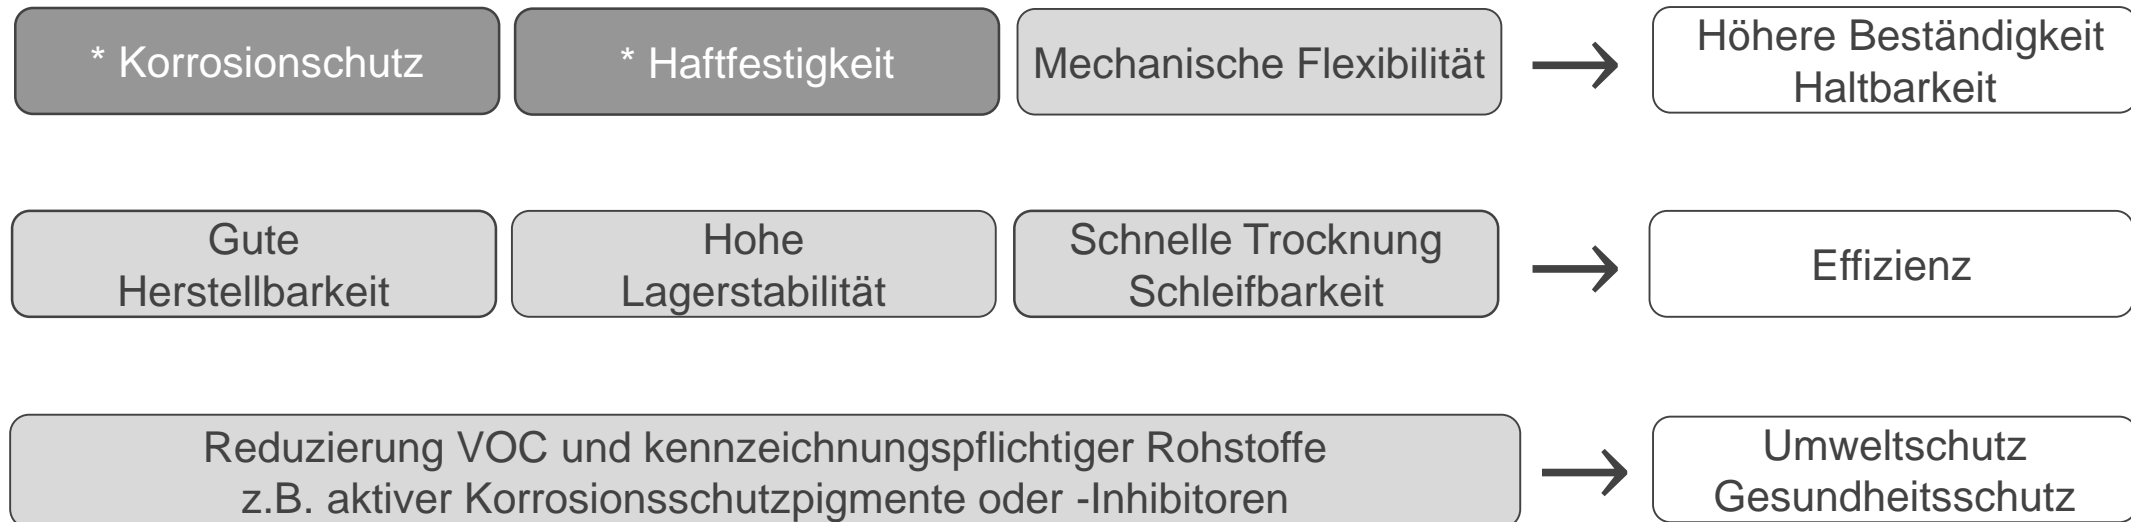 * Korrosionschutz
* Haftfestigkeit
Mechanische Flexibilität
→
Höhere Beständigkeit
Haltbarkeit
Gute
Herstellbarkeit
Hohe
Lagerstabilität
Schnelle Trocknung
Schleifbarkeit
→
Effizienz
Reduzierung VOC und kennzeichnungspflichtiger Rohstoffe
z.B. aktiver Korrosionsschutzpigmente oder -Inhibitoren
→
Umweltschutz
Gesundheitsschutz